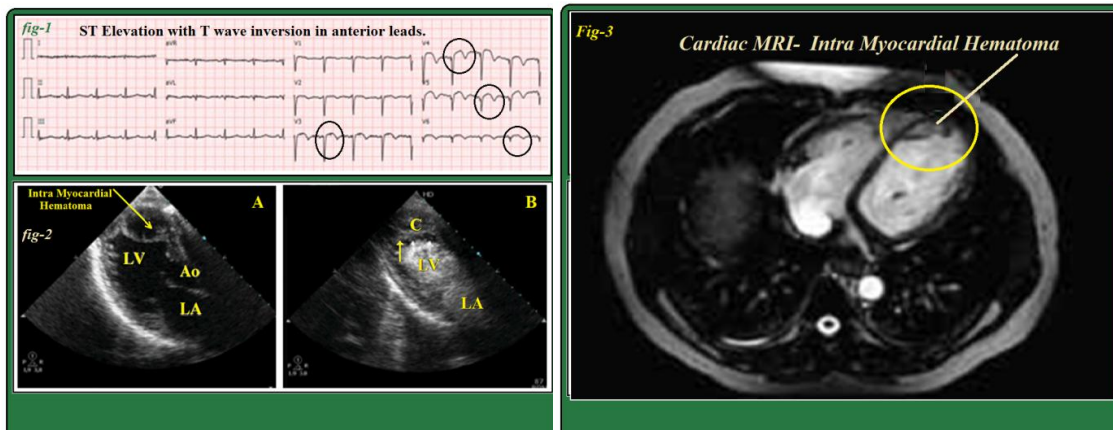 fig-1
ST Elevation with T wave inversion in anterior leads.
I
aVR
V1
V4
II
aVL
V2
V5
III
aVF
V3
V6
Intra Myocardial
Hematoma
A
fig-2
LV
Ao
LA
HD
B
C
LV
LA
P R
P R
Fig-3
Cardiac MRI- Intra Myocardial Hematoma